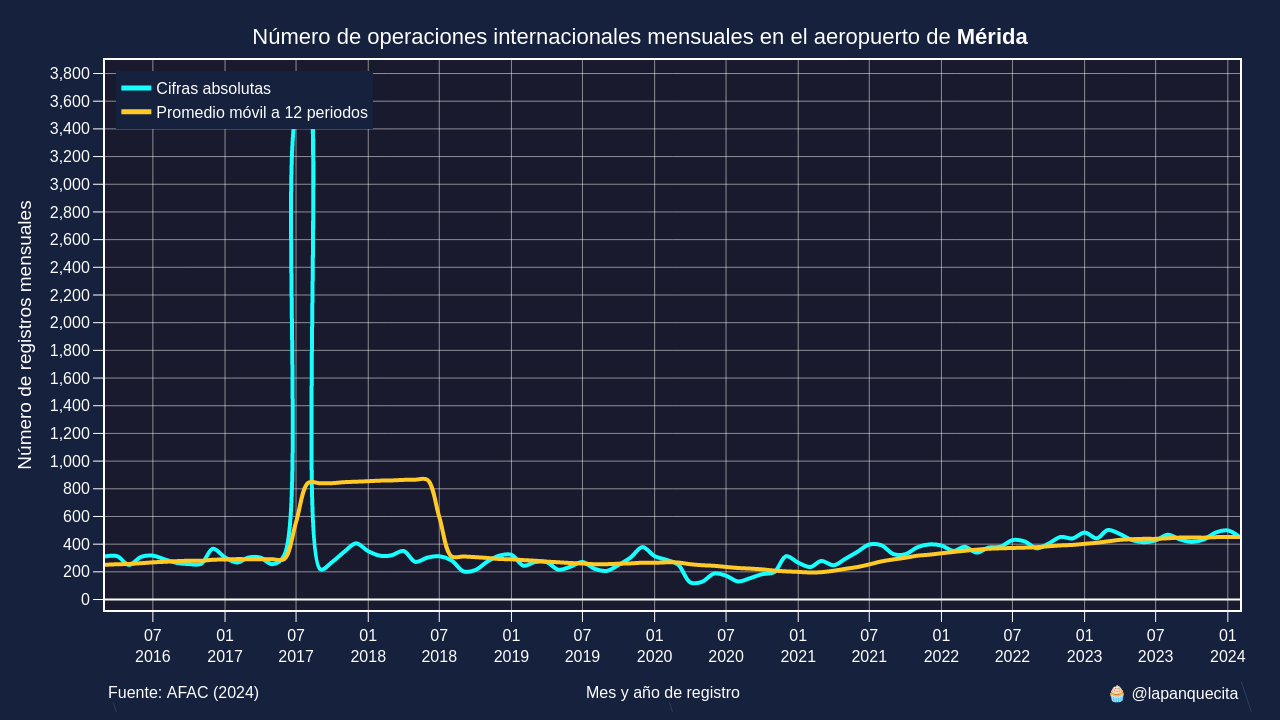 Número de operaciones internacionales mensuales en el aeropuerto de Mérida
Número de registros mensuales
3,800
3,600
3,400
3,200
3,000
2,800
2,600
2,400
2,200
2,000
1,800
1,600
1,400
1,200
1,000
800
600
400
200
0
Cifras absolutas
Promedio móvil a 12 periodos
07 01 07 01 07 01 07 01 07 01 07 01 07 01 07 01
2016 2017 2017 2018 2018 2019 2019 2020 2020 2021 2021 2022 2022 2023 2023 2024
Fuente: AFAC (2024) Mes y año de registro 🧁 @lapanquecita